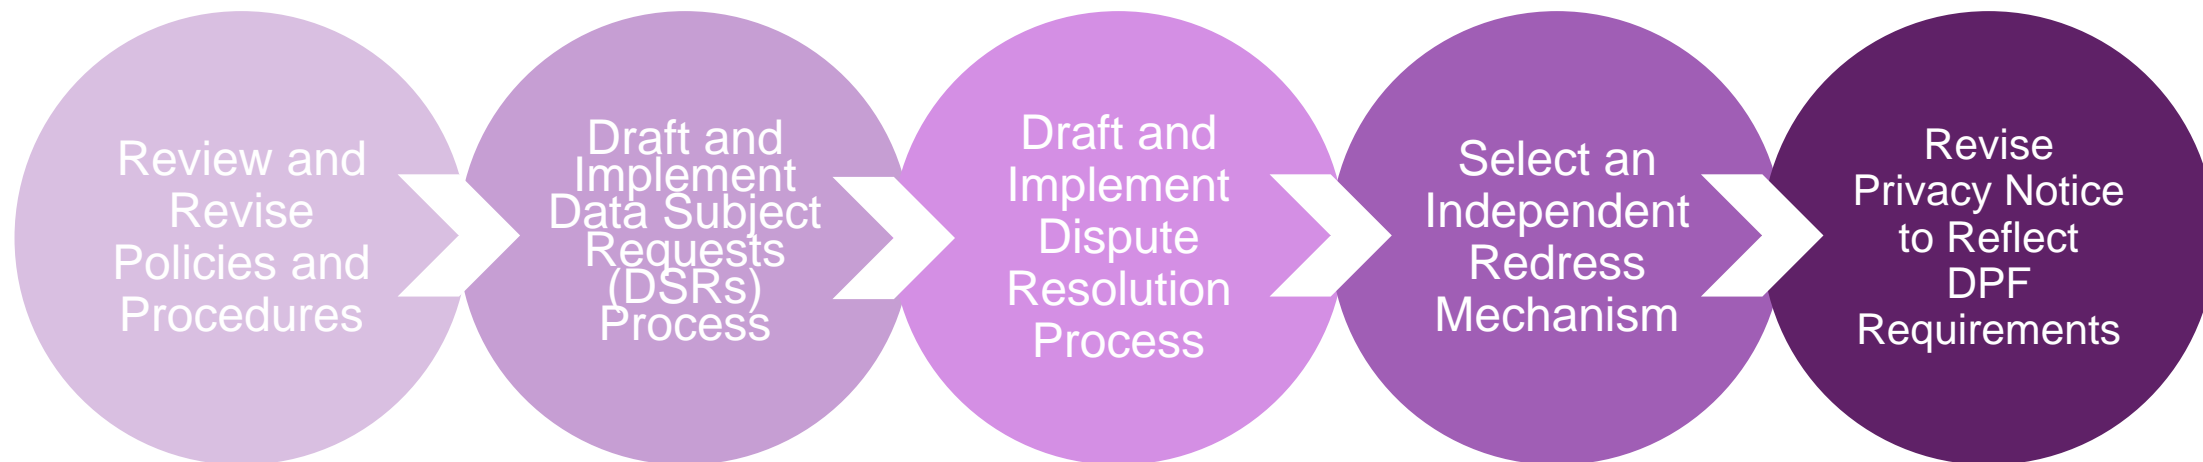 Review and
Revise
Policies and
Procedures
Draft and
Implement
Data Subject
Requests
(DSRs)
Process
Draft and
Implement
Dispute
Resolution
Process
Select an
Independent
Redress
Mechanism
Revise
Privacy Notice
to Reflect
DPF
Requirements